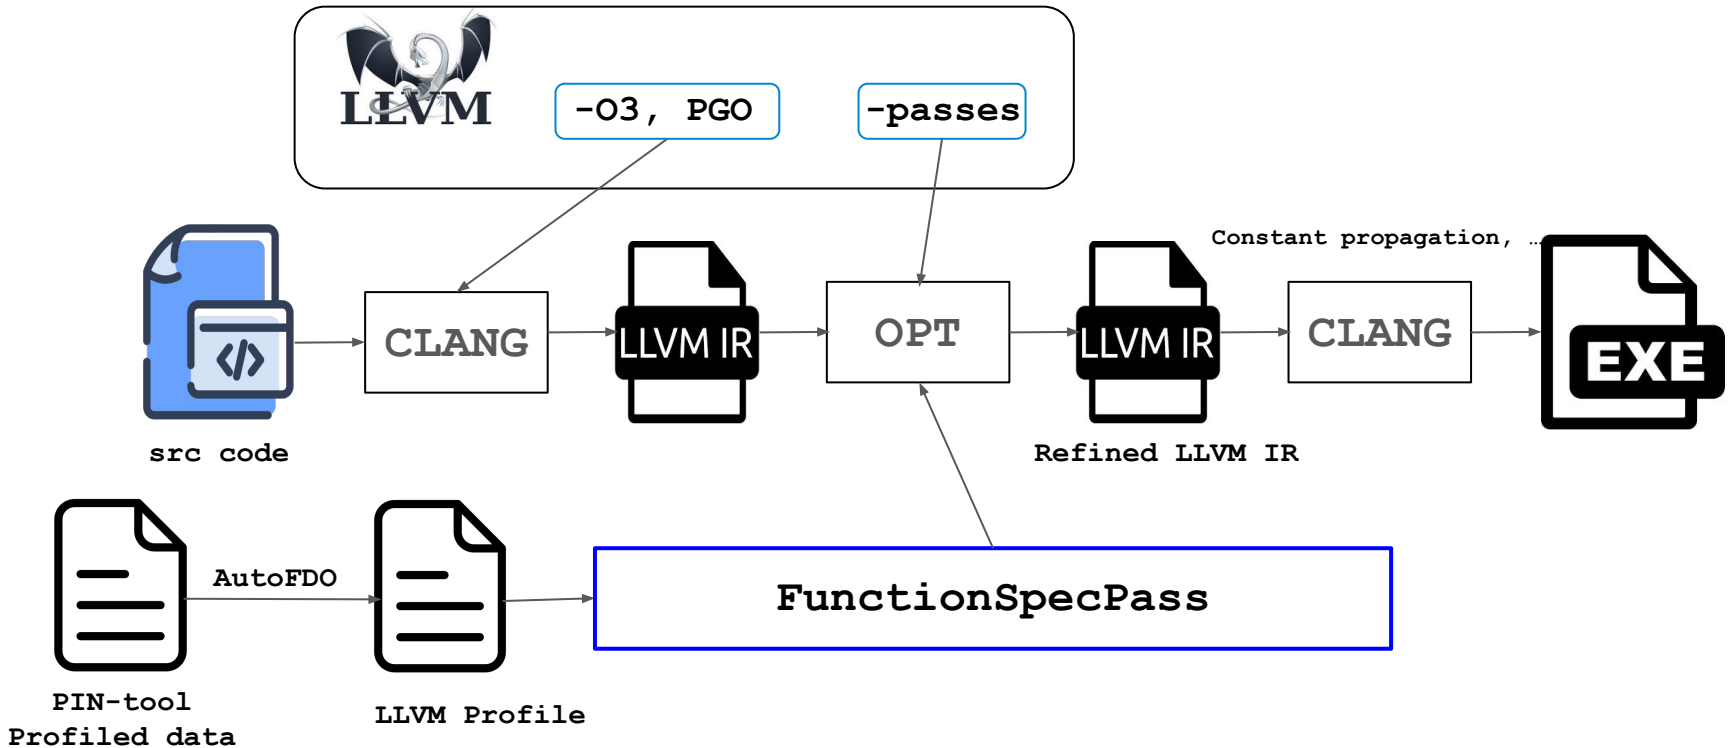 LLVM
-O3, PGO
-passes
Constant propagation, …
CLANG
LLVM IR
OPT
LLVM IR
CLANG
EXE
</>
src code
Refined LLVM IR
AutoFDO
FunctionSpecPass
PIN-tool
Profiled data
LLVM Profile